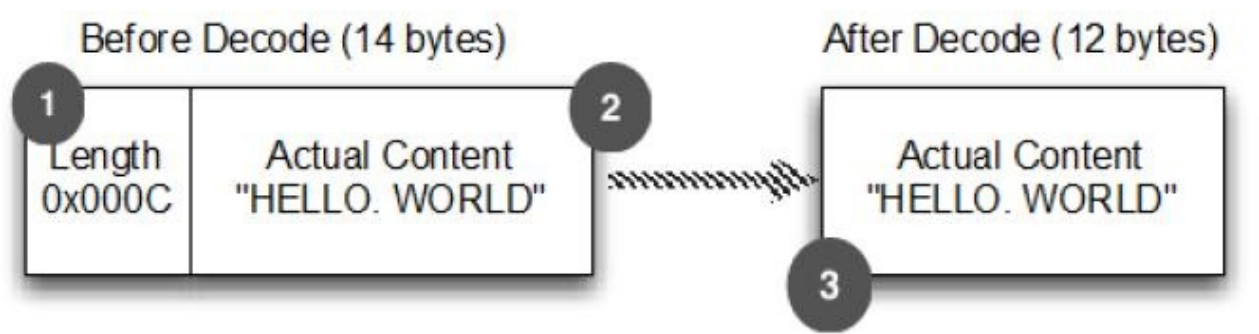 Before Decode (14 bytes)
After Decode (12 bytes)
1
2
Length
0x000C
Actual Content
"HELLO. WORLD"
Actual Content
"HELLO. WORLD"
3